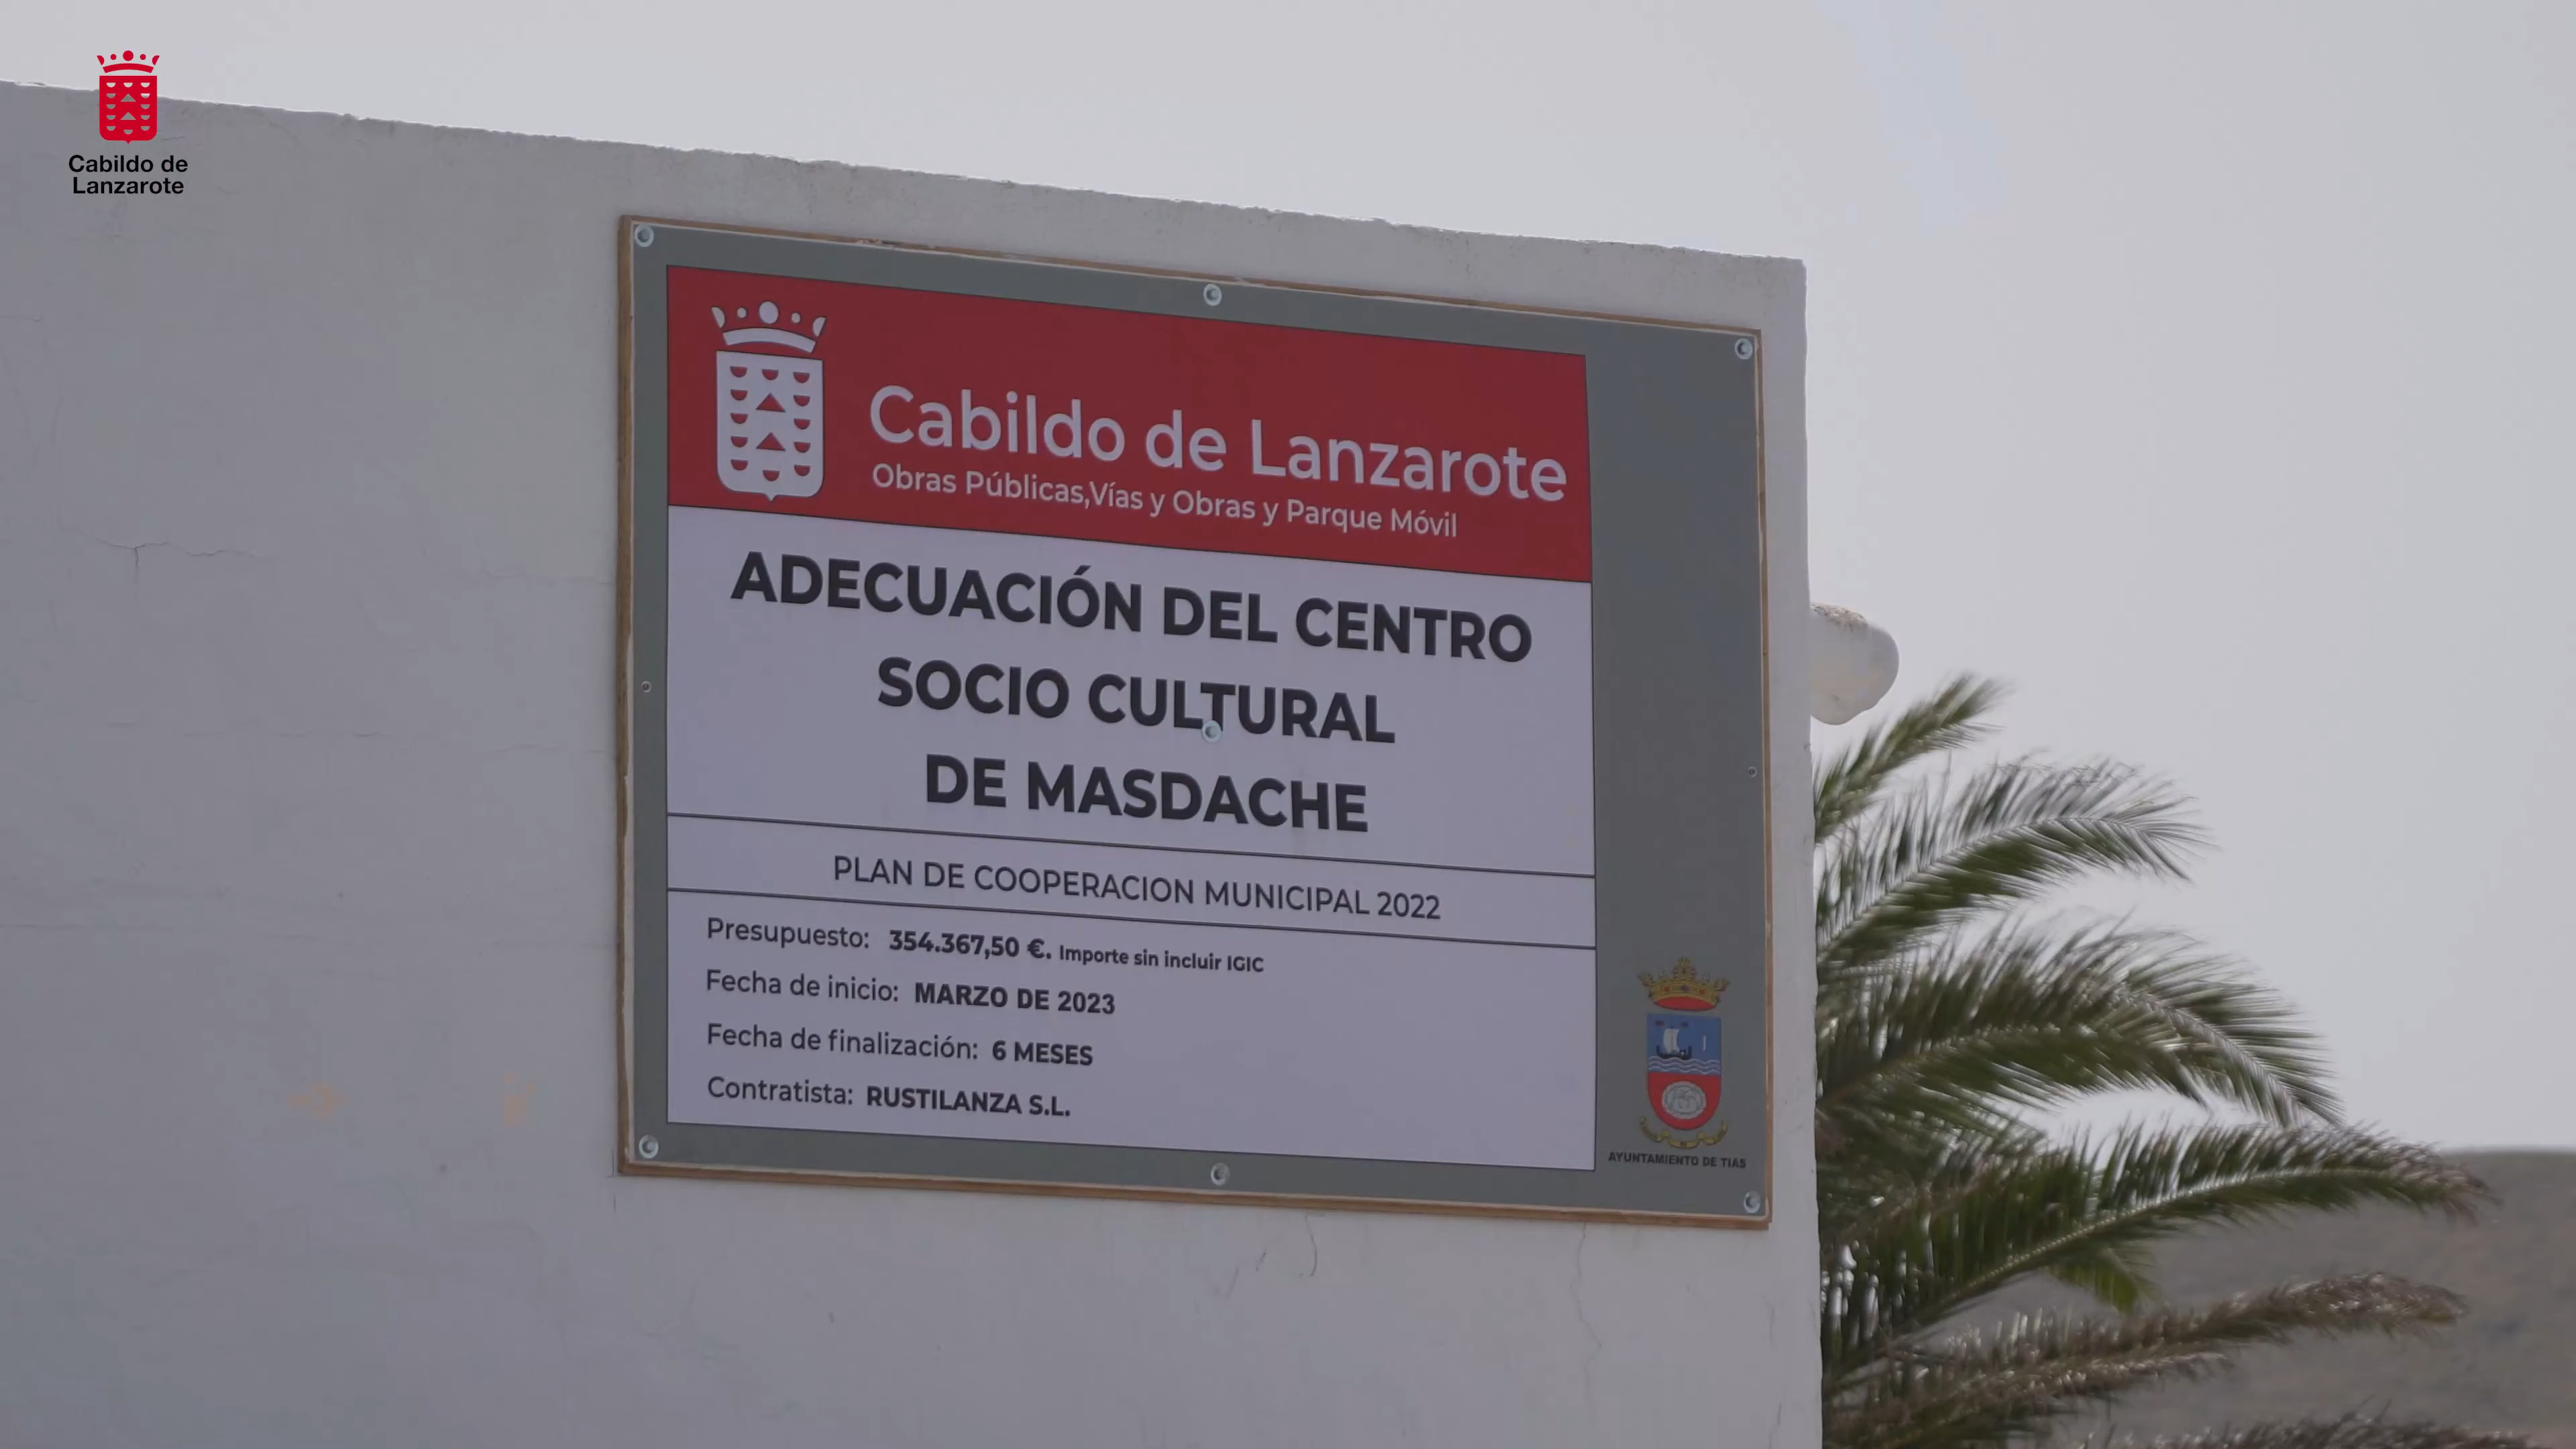 Cabildo de
Lanzarote
Cabildo de Lanzarote
Obras Públicas,Vías y Obras y Parque Móvil
ADECUACIÓN DEL CENTRO
SOCIO CULTURAL
DE MASDACHE
PLAN DE COOPERACION MUNICIPAL 2022
Presupuesto: 354.367,50 €. Importe sin incluir IGIC
Fecha de inicio: MARZO DE 2023
Fecha de finalización: 6 MESES
Contratista: RUSTILANZA S.L.
AYUNTAMIENTO DE TIAS